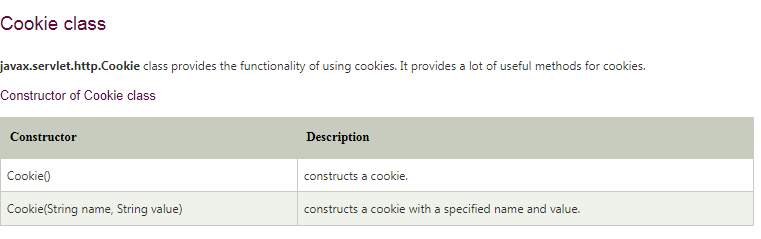 Cookie class
javax.servlet.http.Cookie class provides the functionality of using cookies. It provides a lot of useful methods for cookies.
Constructor of Cookie class
Constructor Description
Cookie() constructs a cookie.
Cookie(String name, String value) constructs a cookie with a specified name and value.